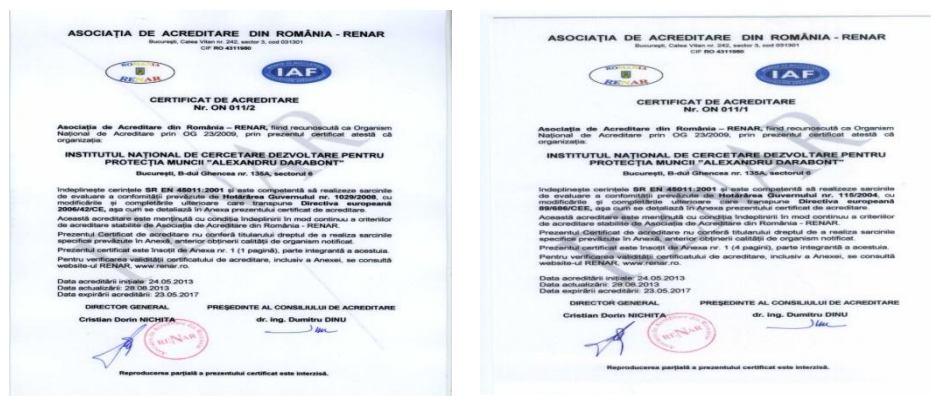 ASOCIAȚIA DE ACREDITARE DIN ROMÂNIA - RENAR
București, Calea Vitan nr. 242, sector 3, cod 031301
CIF RO 4311980
ROMANIA
RENAR
IAF
CERTIFICAT DE ACREDITARE
Nr. ON 011/2
Asociația de Acreditare din România – RENAR, fiind recunoscută ca Organism
Național de Acreditare prin OG 23/2009, prin prezentul certificat atestă că
organizația:
INSTITUTUL NAȚIONAL DE CERCETARE DEZVOLTARE PENTRU
PROTECȚIA MUNCII "ALEXANDRU DARABONT"
București, B-dul Ghencea nr. 135A, sectorul 6
îndeplinește cerințele SR EN 45011:2001 și este competentă să realizeze sarcinile
de evaluare a conformității prevăzute de Hotărârea Guvernului nr. 1029/2008, cu
modificările și completările ulterioare care transpune Directiva europeană
2006/42/CE, așa cum se detaliază în Anexa prezentului certificat de acreditare.
Această acreditare este menținută cu condiția îndeplinirii în mod continuu a criteriilor
de acreditare stabilite de Asociația de Acreditare din România - RENAR.
Prezentul Certificat de acreditare nu conferă titularului dreptul de a realiza sarcinile
specifice prevăzute în Anexă, anterior obținerii calității de organism notificat.
Prezentul certificat este însoțit de Anexa nr. 1 (1 pagină), parte integrantă a acestuia.
Pentru verificarea validității certificatului de acreditare, inclusiv a Anexei, se consultă
website-ul RENAR, www.renar.ro.
Data acreditării inițiale: 24.05.2013
Data actualizării: 28.08.2013
Data expirării acreditării: 23.05.2017
DIRECTOR GENERAL PREȘEDINTE AL CONSILIULUI DE ACREDITARE
Cristian Dorin NICHITA dr. ing. Dumitru DINU
RENAR
Reproducerea parțială a prezentului certificat este interzisă.
ASOCIAȚIA DE ACREDITARE DIN ROMÂNIA - RENAR
București, Calea Vitan nr. 242, sector 3, cod 031301
CIF RO 4311980
ROMANIA
RENAR
IAF
CERTIFICAT DE ACREDITARE
Nr. ON 011/1
Asociația de Acreditare din România – RENAR, fiind recunoscută ca Organism
Național de Acreditare prin OG 23/2009, prin prezentul certificat atestă că
organizația:
INSTITUTUL NAȚIONAL DE CERCETARE DEZVOLTARE PENTRU
PROTECȚIA MUNCII "ALEXANDRU DARABONT"
București, B-dul Ghencea nr. 135A, sectorul 6
îndeplinește cerințele SR EN 45011:2001 și este competentă să realizeze sarcinile
de evaluare a conformității prevăzute de Hotărârea Guvernului nr. 115/2004, cu
modificările și completările ulterioare care transpune Directiva europeană
89/686/CEE, așa cum se detaliază în Anexa prezentului certificat de acreditare.
Această acreditare este menținută cu condiția îndeplinirii în mod continuu a criteriilor
de acreditare stabilite de Asociația de Acreditare din România - RENAR.
Prezentul Certificat de acreditare nu conferă titularului dreptul de a realiza sarcinile
specifice prevăzute în Anexă, anterior obținerii calității de organism notificat.
Prezentul certificat este însoțit de Anexa nr. 1 (4 pagini), parte integrantă a acestuia.
Pentru verificarea validității certificatului de acreditare, inclusiv a Anexei, se consultă
website-ul RENAR, www.renar.ro.
Data acreditării inițiale: 24.05.2013
Data actualizării: 28.08.2013
Data expirării acreditării: 23.05.2017
DIRECTOR GENERAL PREȘEDINTE AL CONSILIULUI DE ACREDITARE
Cristian Dorin NICHITA dr. ing. Dumitru DINU
RENAR
Reproducerea parțială a prezentului certificat este interzisă.